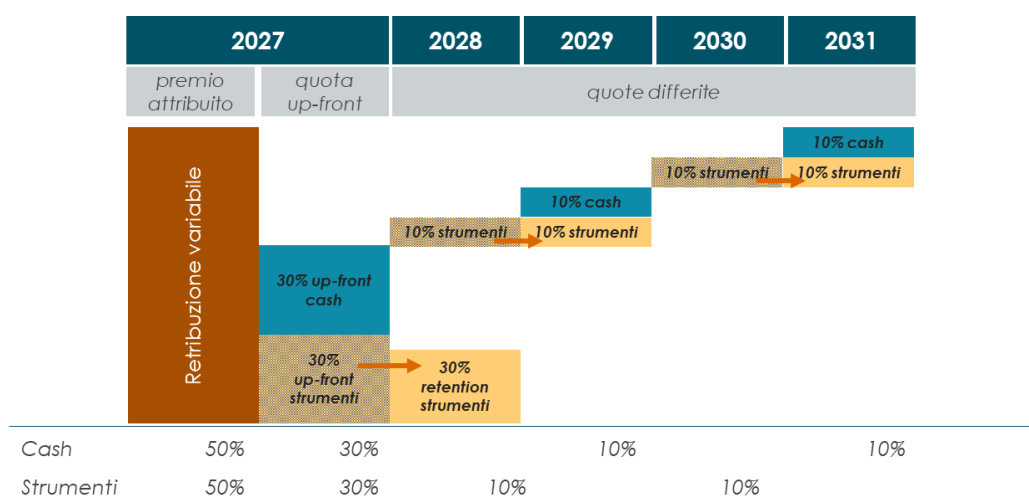 2027 2028 2029 2030 2031
premio
attribuito
quota
up-front
quote differite
Retribuzione variabile
10% cash
10% strumenti 10% strumenti
10% cash
10% strumenti 10% strumenti
30% up-front
cash
30%
up-front
strumenti
30%
retention
strumenti
Cash 50% 30% 10% 10%
Strumenti 50% 30% 10% 10%